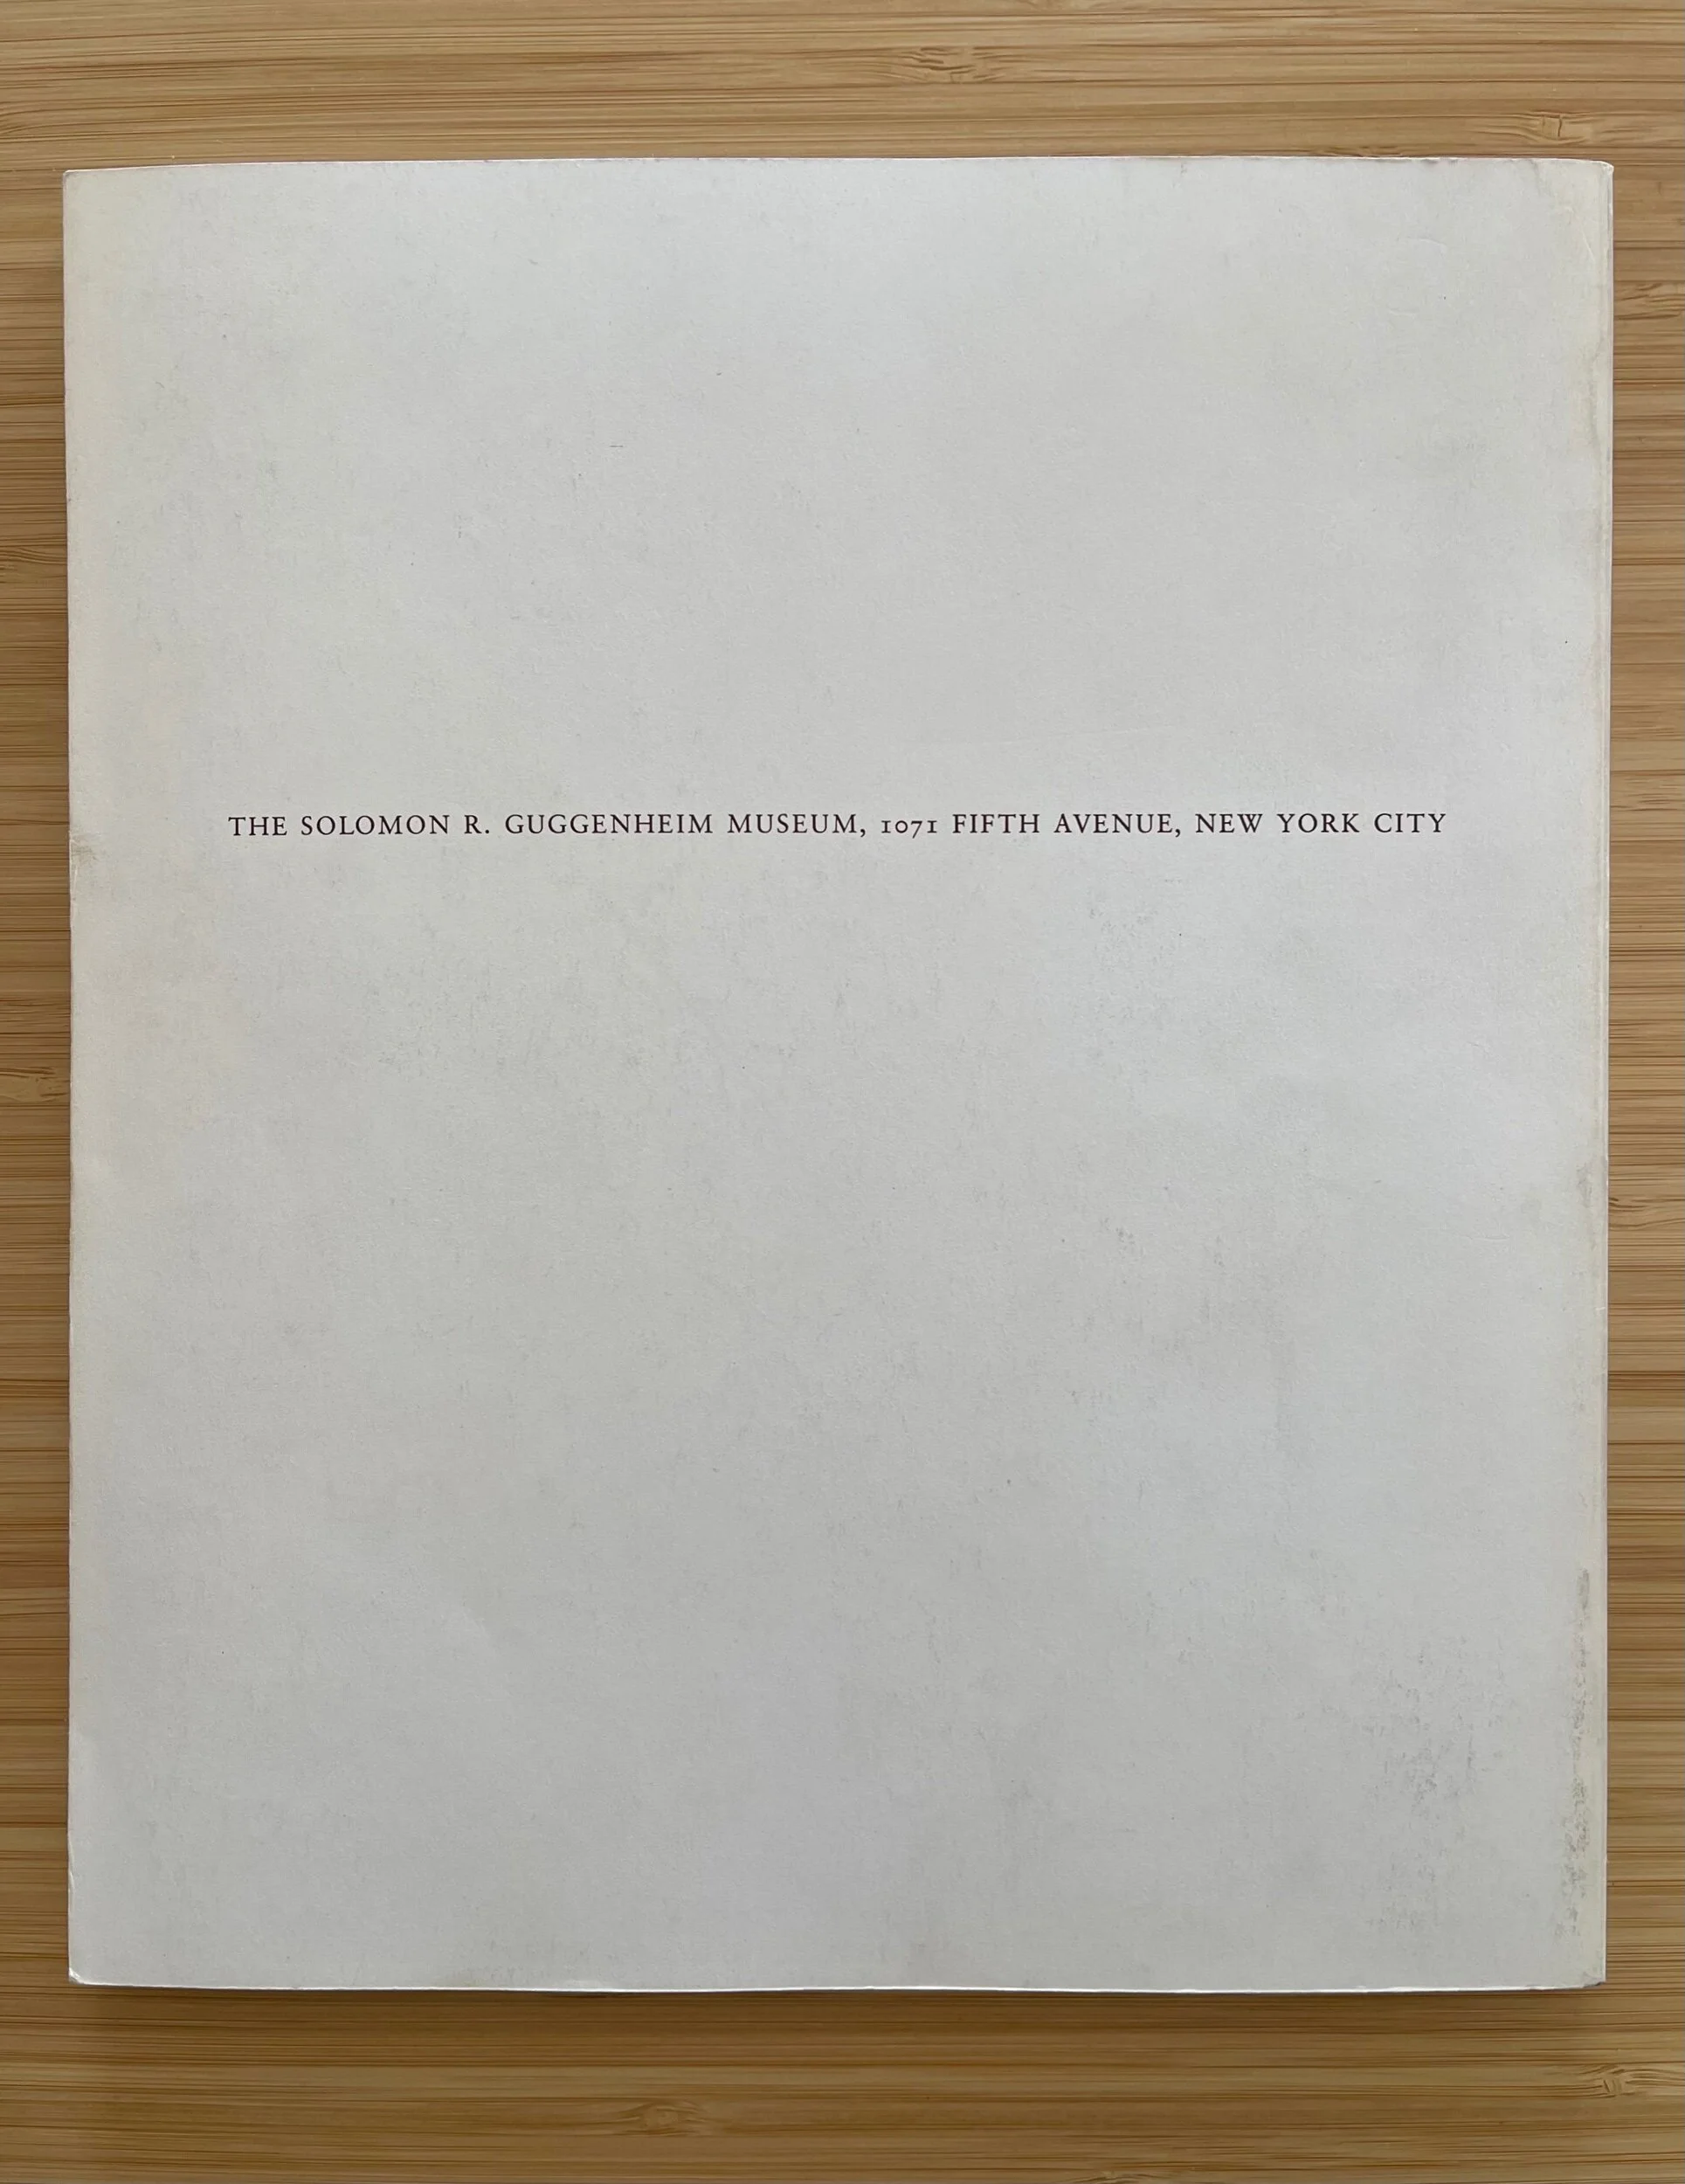 THE SOLOMON R. GUGGENHEIM MUSEUM, 1071 FIFTH AVENUE, NEW YORK CITY